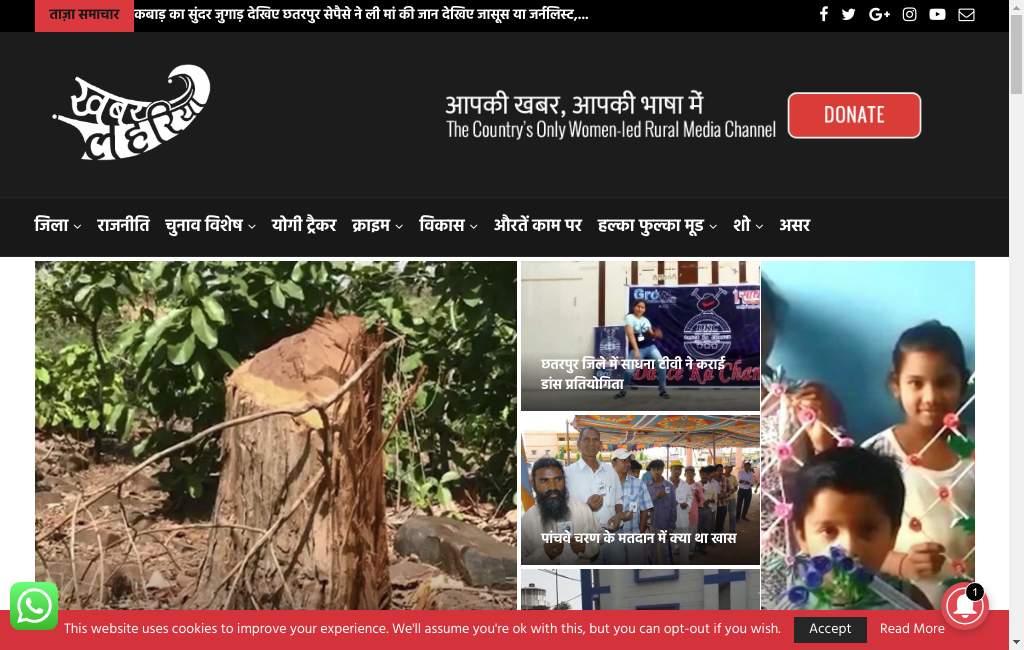 ताज़ा समाचार
कबाड़ का सुंदर जुगाड़ देखिए छतरपुर सेपैसे ने ली मां की जान देखिए जासूस या जर्नलिस्ट,...
खबर
लहरिया
आपकी खबर, आपकी भाषा में
The Country's Only Women-led Rural Media Channel
DONATE
जिला राजनीति चुनाव विशेष योगी ट्रैकर क्राइम विकास औरतें काम पर हल्का फुल्का मूड शो असर
DNC
छतरपुर जिले में साधना टीवी ने कराई
डांस प्रतियोगिता
पांचवे चरण के मतदान में क्या था खास
1
This website uses cookies to improve your experience. We'll assume you're ok with this, but you can opt-out if you wish. Accept Read More